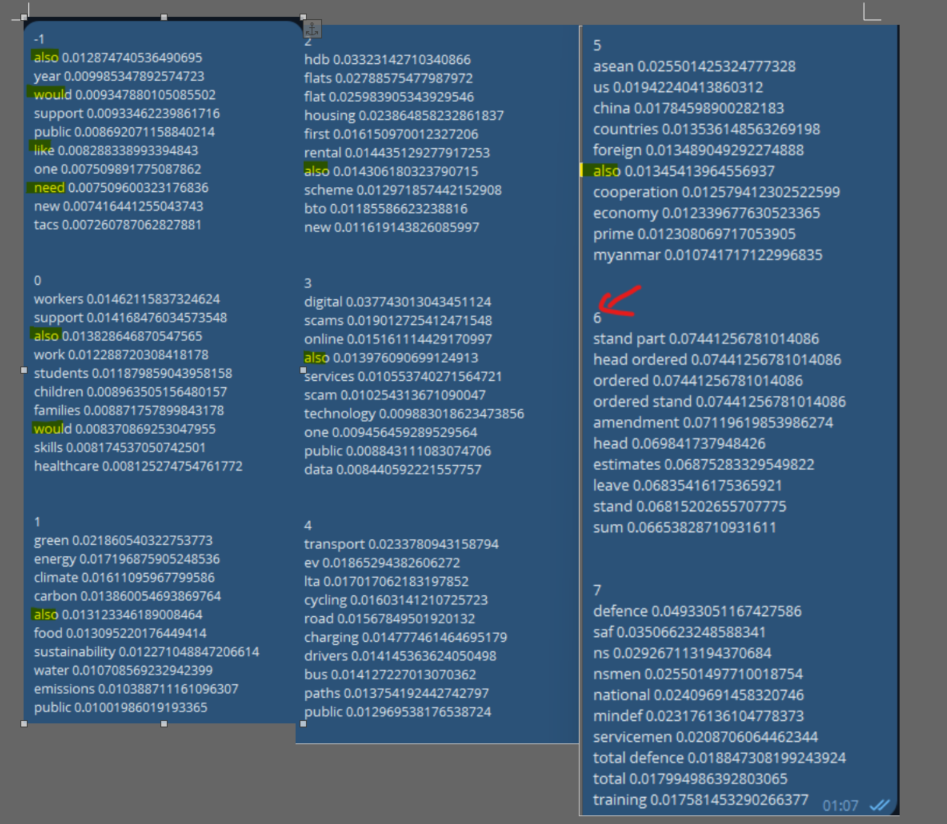 -1
also 0.012874740536490695
year 0.009985347892574723
would 0.009347880105085502
support 0.00933462239861716
public 0.008692071158840214
like 0.008288338993394843
one 0.007509891775087862
need 0.007509600323176836
new 0.007416441255043743
tacs 0.007260787062827881
0
workers 0.01462115837324624
support 0.014168476034573548
also 0.013828646870547565
work 0.012288720308418178
students 0.011879859043958158
children 0.008963505156480157
families 0.008871757899843178
would 0.008370869253047955
skills 0.008174537050742501
healthcare 0.008125274754761772
1
green 0.021860540322753773
energy 0.017196875905248536
climate 0.01611095967799586
carbon 0.013860054693869764
also 0.013123346189008464
food 0.013095220176449414
sustainability 0.012271048847206614
water 0.010708569232942399
emissions 0.010388711161096307
public 0.01001986019193365
2
hdb 0.03323142710340866
flats 0.02788575477987972
flat 0.025983905343929546
housing 0.023864858232861837
first 0.016150970012327206
rental 0.014435129277917253
also 0.014306180323790715
scheme 0.012971857442152908
bto 0.01185586623238816
new 0.011619143826085997
3
digital 0.037743013043451124
scams 0.019012725412471548
online 0.015161114429170997
also 0.013976090699124913
services 0.010553740271564721
scam 0.010254313671090047
technology 0.009883018623473856
one 0.009456459289529564
public 0.008843111083074706
data 0.008440592221557757
4
transport 0.0233780943158794
ev 0.01865294382606272
lta 0.017017062183197852
cycling 0.01603141210725723
road 0.01567849501920132
charging 0.014777461464695179
drivers 0.014145363624050498
bus 0.014127227013070362
paths 0.013754192442742797
public 0.012969538176538724
5
asean 0.025501425324777328
us 0.01942240413860312
china 0.01784598900282183
countries 0.013536148563269198
foreign 0.013489049292274888
also 0.01345413964556937
cooperation 0.012579412302522599
economy 0.012339677630523365
prime 0.012308069717053905
myanmar 0.010741717122996835
6
stand part 0.07441256781014086
head ordered 0.07441256781014086
ordered 0.07441256781014086
ordered stand 0.07441256781014086
amendment 0.07119619853986274
head 0.069841737948426
estimates 0.06875283329549822
leave 0.06835416175365921
stand 0.06815202655707775
sum 0.06653828710931611
7
defence 0.04933051167427586
saf 0.03506623248588341
ns 0.029267113194370684
nsmen 0.025501497710018754
national 0.02409691458320746
mindef 0.023176136104778373
servicemen 0.0208706064462344
total defence 0.018847308199243924
total 0.017994986392803065
training 0.017581453290266377
01:07